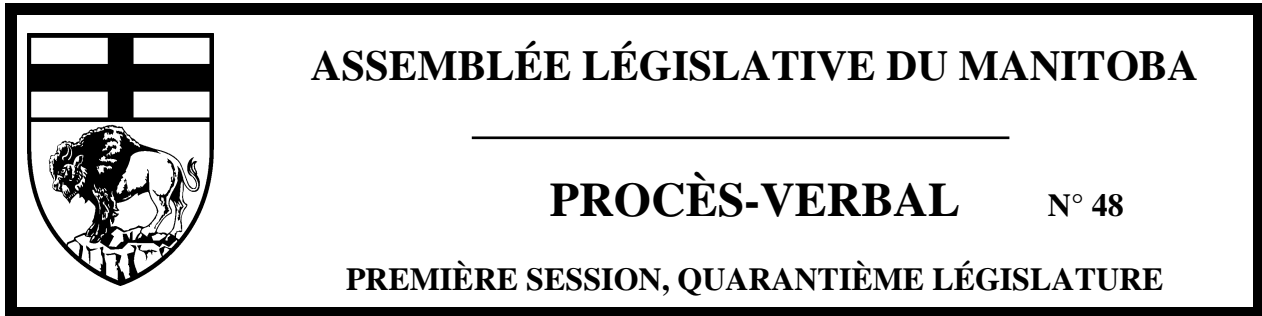 ASSEMBLÉE LÉGISLATIVE DU MANITOBA
PROCÈS-VERBAL N° 48
PREMIÈRE SESSION, QUARANTIÈME LÉGISLATURE